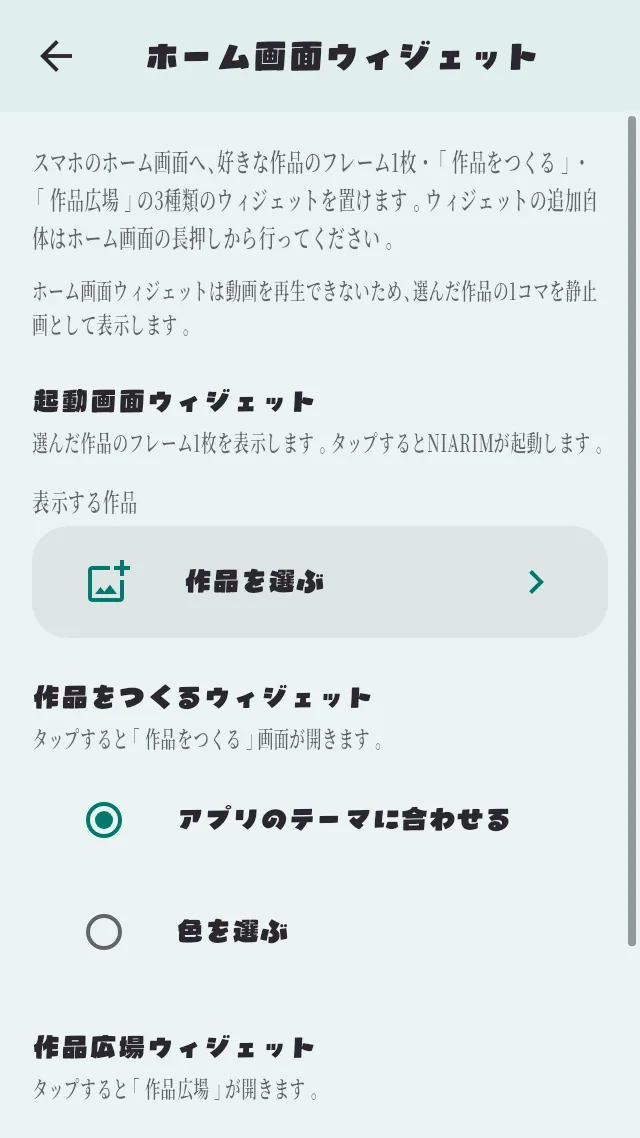 ホーム画面ウィジェット
スマホのホーム画面へ、好きな作品のフレーム1枚・「作品をつくる」・
「作品広場」の3種類のウィジェットを置けます。ウィジェットの追加自
体はホーム画面の長押しから行ってください。
ホーム画面ウィジェットは動画を再生できないため、選んだ作品の1コマを静止
画として表示します。
起動画面ウィジェット
選んだ作品のフレーム1枚を表示します。タップするとNIARIMが起動します。
表示する作品
作品を選ぶ
作品をつくるウィジェット
タップすると「作品をつくる」画面が開きます。
アプリのテーマに合わせる
色を選ぶ
作品広場ウィジェット
タップすると「作品広場」が開きます。